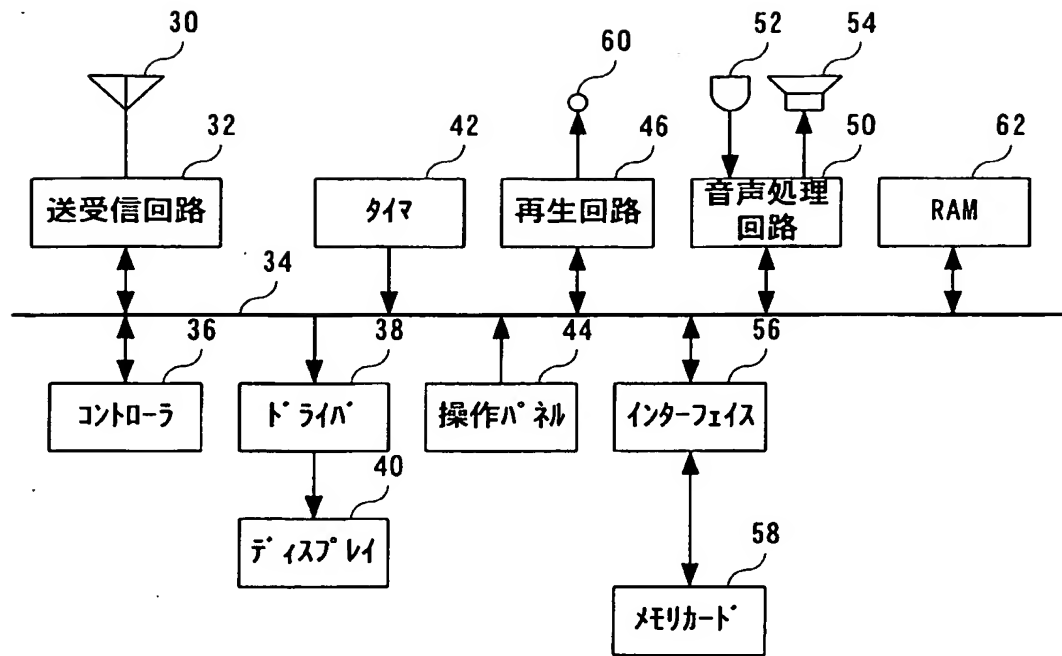 30
60
52
54
32
42
46
50
62
送受信回路
タイマ
再生回路
音声処理
回路
RAM
34
36
38
44
56
コントローラ
ドライバ
操作パネル
インターフェイス
40
ディスプレイ
58
メモリカード